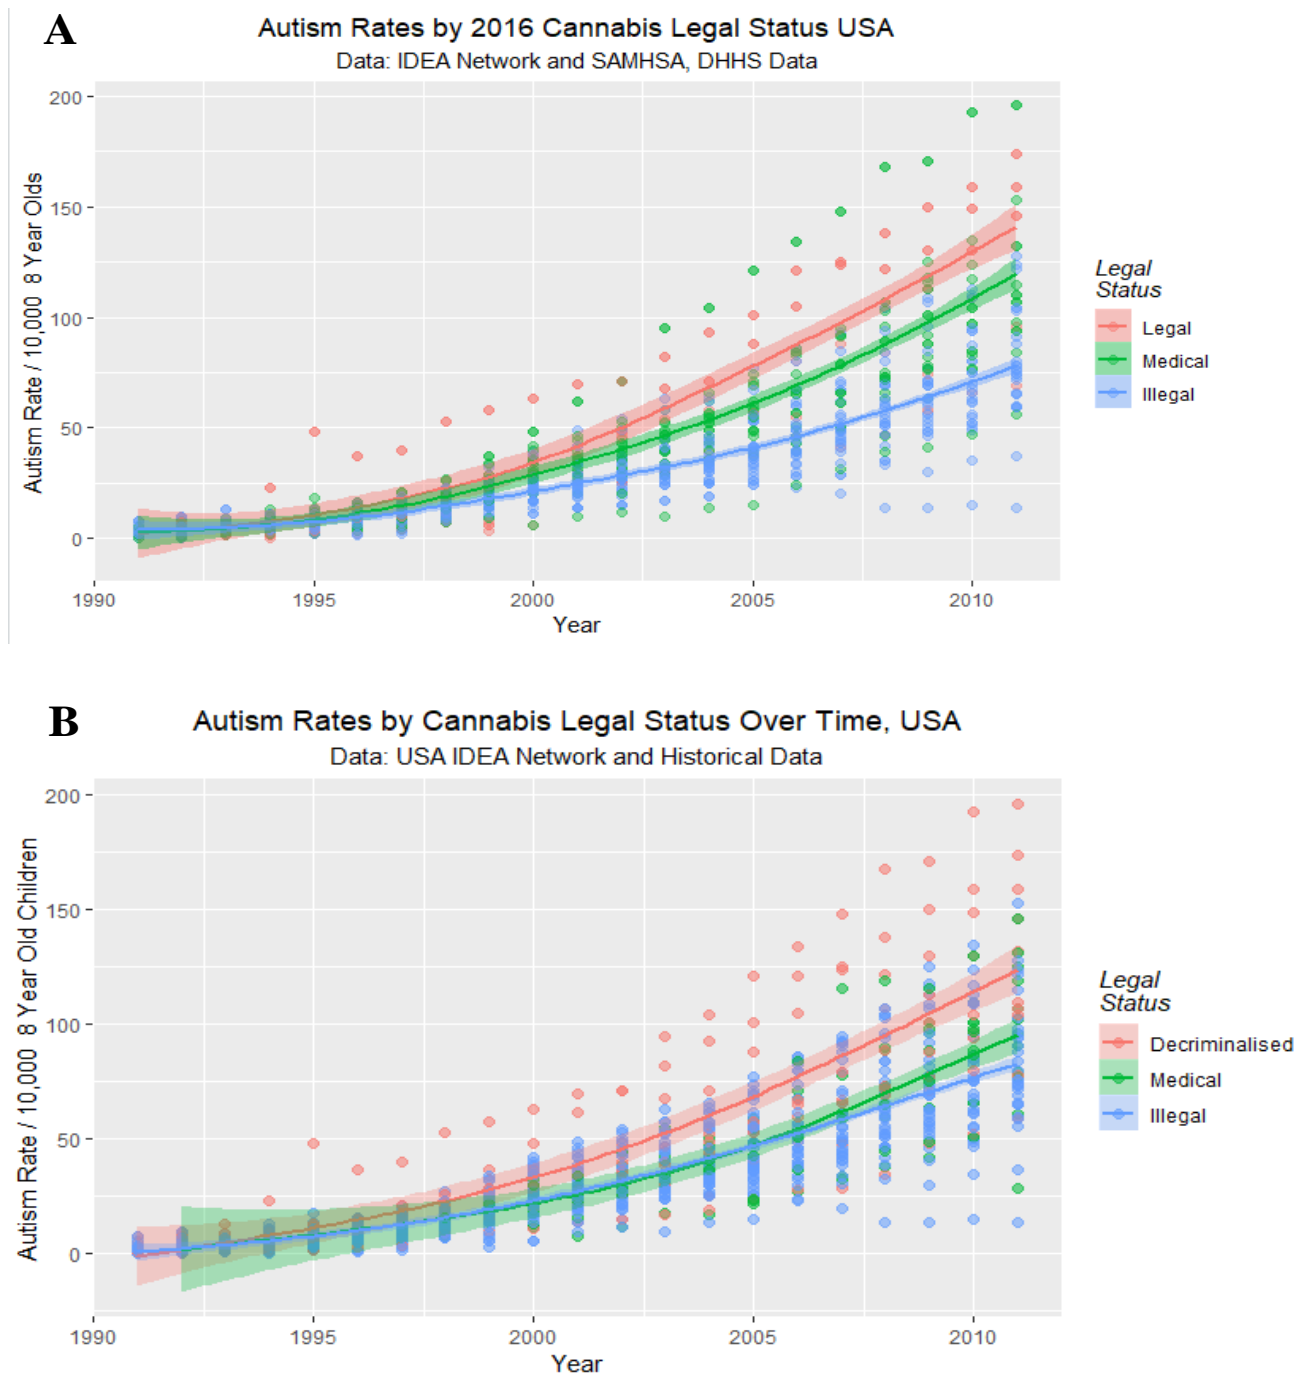 A
Autism Rates by 2016 Cannabis Legal Status USA
Data: IDEA Network and SAMHSA, DHHS Data
Autism Rate / 10,000  8 Year Olds
200
150
100
50
0
1990
1995
2000
2005
2010
Year
Legal
Status
Legal
Medical
Illegal
B
Autism Rates by Cannabis Legal Status Over Time, USA
Data: USA IDEA Network and Historical Data
Autism Rate / 10,000  8 Year Old Children
200
150
100
50
0
1990
1995
2000
2005
2010
Year
Legal
Status
Decriminalised
Medical
Illegal